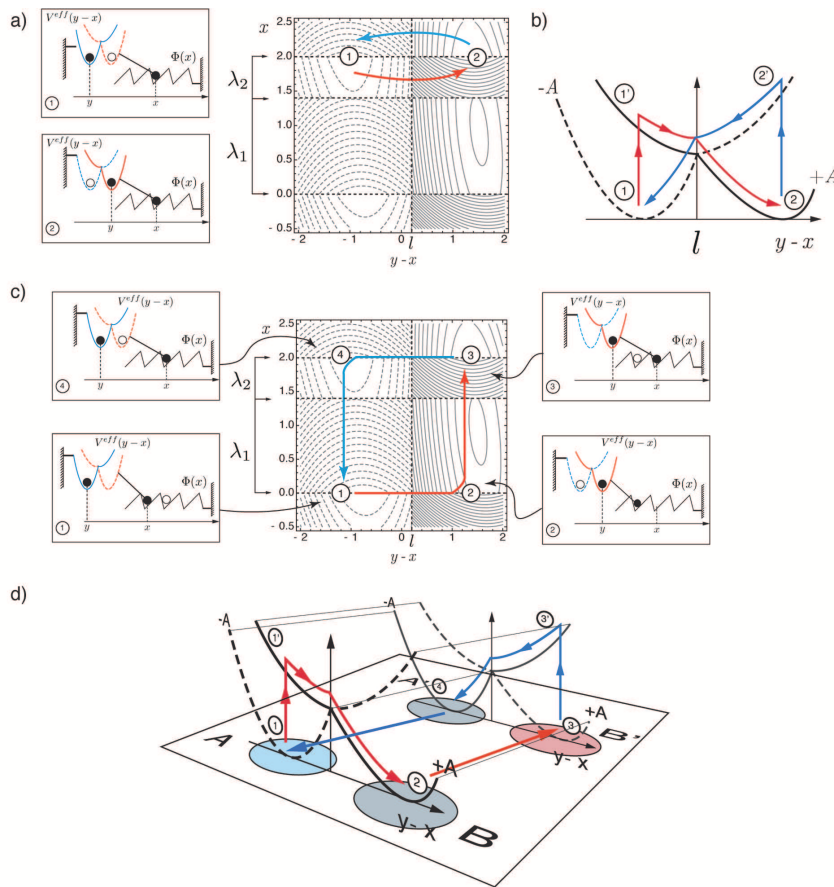 a)
V^eff(y − x)
Φ(x)
y
x
1
V^eff(y − x)
Φ(x)
y
x
2
x
λ₂
λ₁
2.5
2.0
1.5
1.0
0.5
0.0
- 0.5
1
2
- 2
- 1
0
l
1
2
y - x
b)
-A
1'
2'
1
2
+A
l
y - x
c)
V^eff(y − x)
Φ(x)
y
x
4
V^eff(y − x)
Φ(x)
y
x
1
x
λ₂
λ₁
2.5
2.0
1.5
1.0
0.5
0.0
- 0.5
4
3
1
2
- 2
- 1
0
l
1
2
y - x
V^eff(y − x)
Φ(x)
y
x
3
V^eff(y − x)
Φ(x)
y
x
2
d)
-A
-A
1'
3'
A'
4
1
A
3
+A
B'
y- x
2
+A
y- x
B